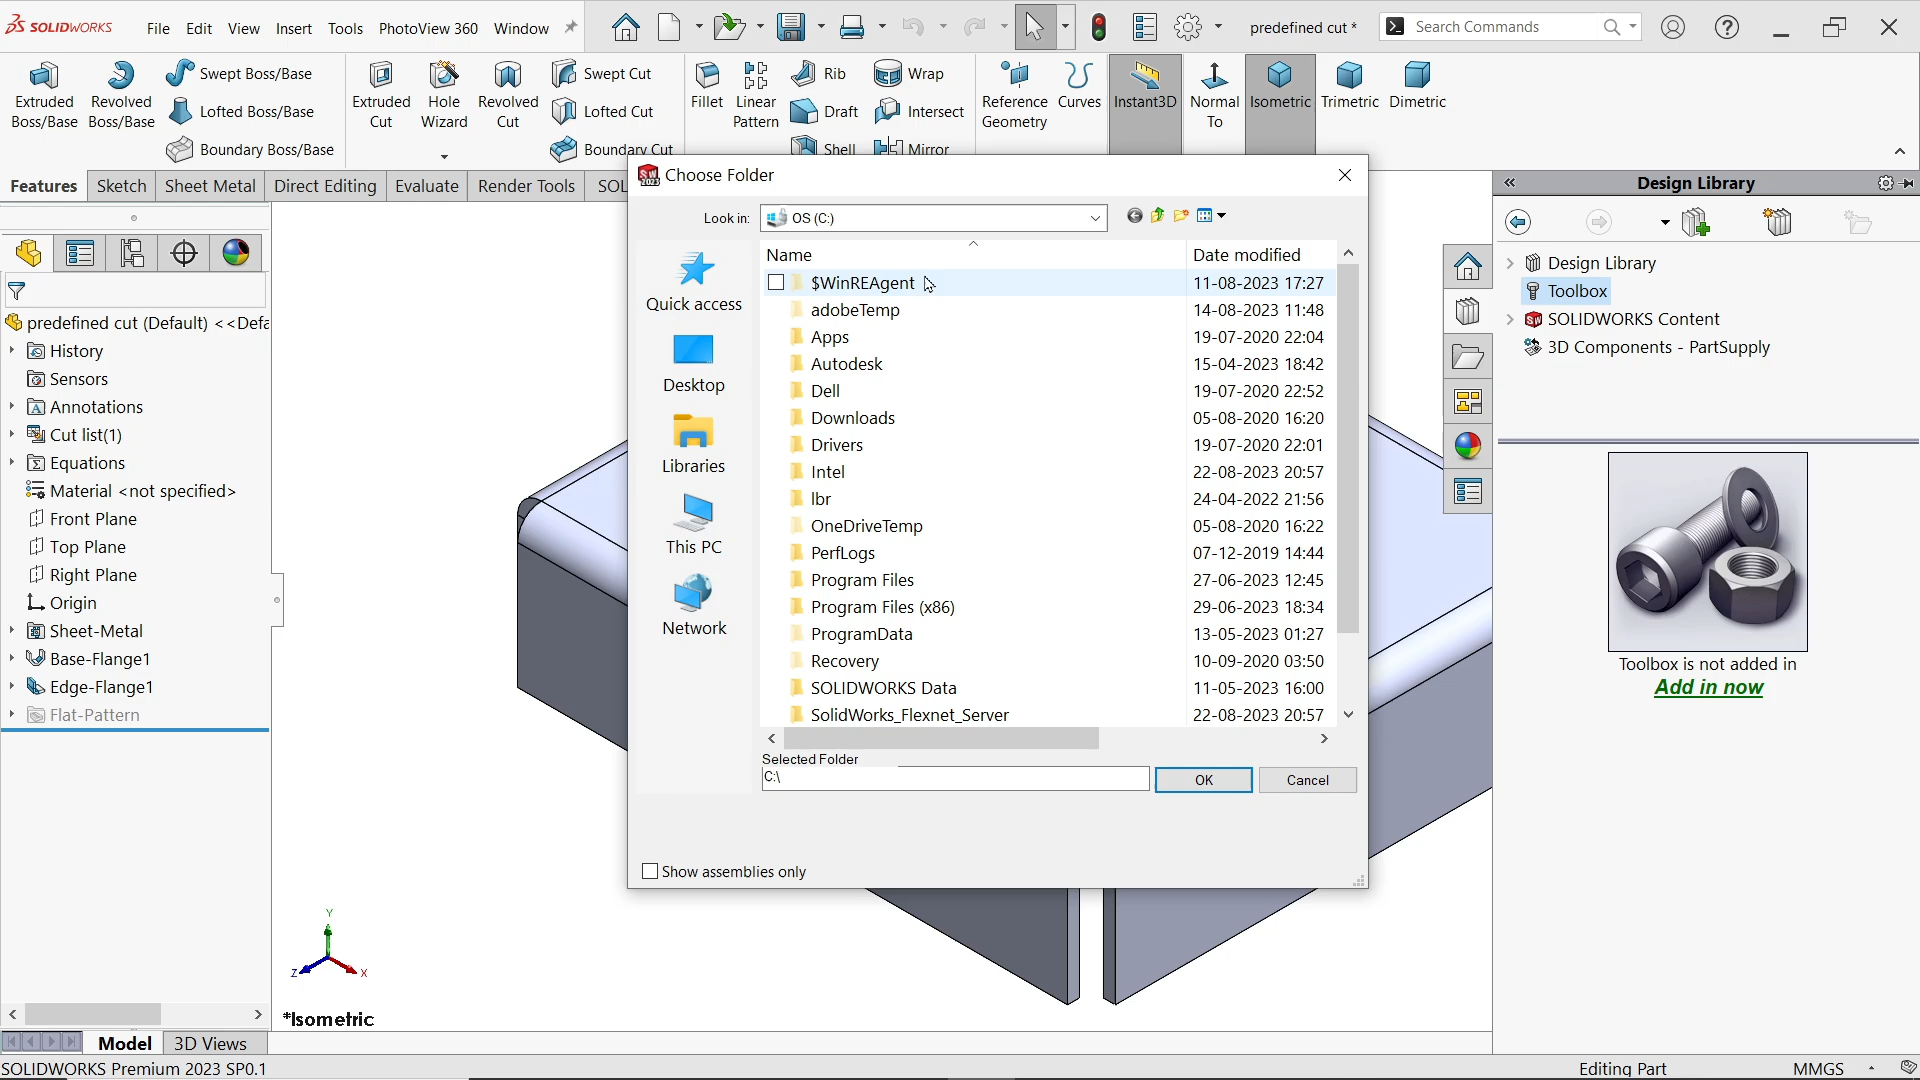 SOLIDWORKS File Edit View Insert Tools PhotoView 360 Window predefined cut * Search Commands
Extruded Boss/Base
Revolved Boss/Base
Swept Boss/Base
Lofted Boss/Base
Boundary Boss/Base
Extruded Cut
Hole Wizard
Revolved Cut
Swept Cut
Lofted Cut
Boundary Cut
Fillet
Linear Pattern
Rib
Draft
Shell
Wrap
Intersect
Mirror
Reference Geometry
Curves
Instant3D
Normal To
Isometric
Trimetric
Dimetric
Features Sketch Sheet Metal Direct Editing Evaluate Render Tools SOL
predefined cut (Default) <<Defa
History
Sensors
Annotations
Cut list(1)
Equations
Material <not specified>
Front Plane
Top Plane
Right Plane
Origin
Sheet-Metal
Base-Flange1
Edge-Flange1
Flat-Pattern
Choose Folder
Look in: OS (C:)
Quick access
Desktop
Libraries
This PC
Network
Name Date modified
$WinREAgent 11-08-2023 17:27
adobeTemp 14-08-2023 11:48
Apps 19-07-2020 22:04
Autodesk 15-04-2023 18:42
Dell 19-07-2020 22:52
Downloads 05-08-2020 16:20
Drivers 19-07-2020 22:01
Intel 22-08-2023 20:57
lbr 24-04-2022 21:56
OneDriveTemp 05-08-2020 16:22
PerfLogs 07-12-2019 14:44
Program Files 27-06-2023 12:45
Program Files (x86) 29-06-2023 18:34
ProgramData 13-05-2023 01:27
Recovery 10-09-2020 03:50
SOLIDWORKS Data 11-05-2023 16:00
SolidWorks_Flexnet_Server 22-08-2023 20:57
Selected Folder
C:\ OK Cancel
Show assemblies only
Design Library
Design Library
Toolbox
SOLIDWORKS Content
3D Components - PartSupply
Toolbox is not added in
Add in now
Y
Z X
*Isometric
Model 3D Views
SOLIDWORKS Premium 2023 SP0.1 Editing Part MMGS